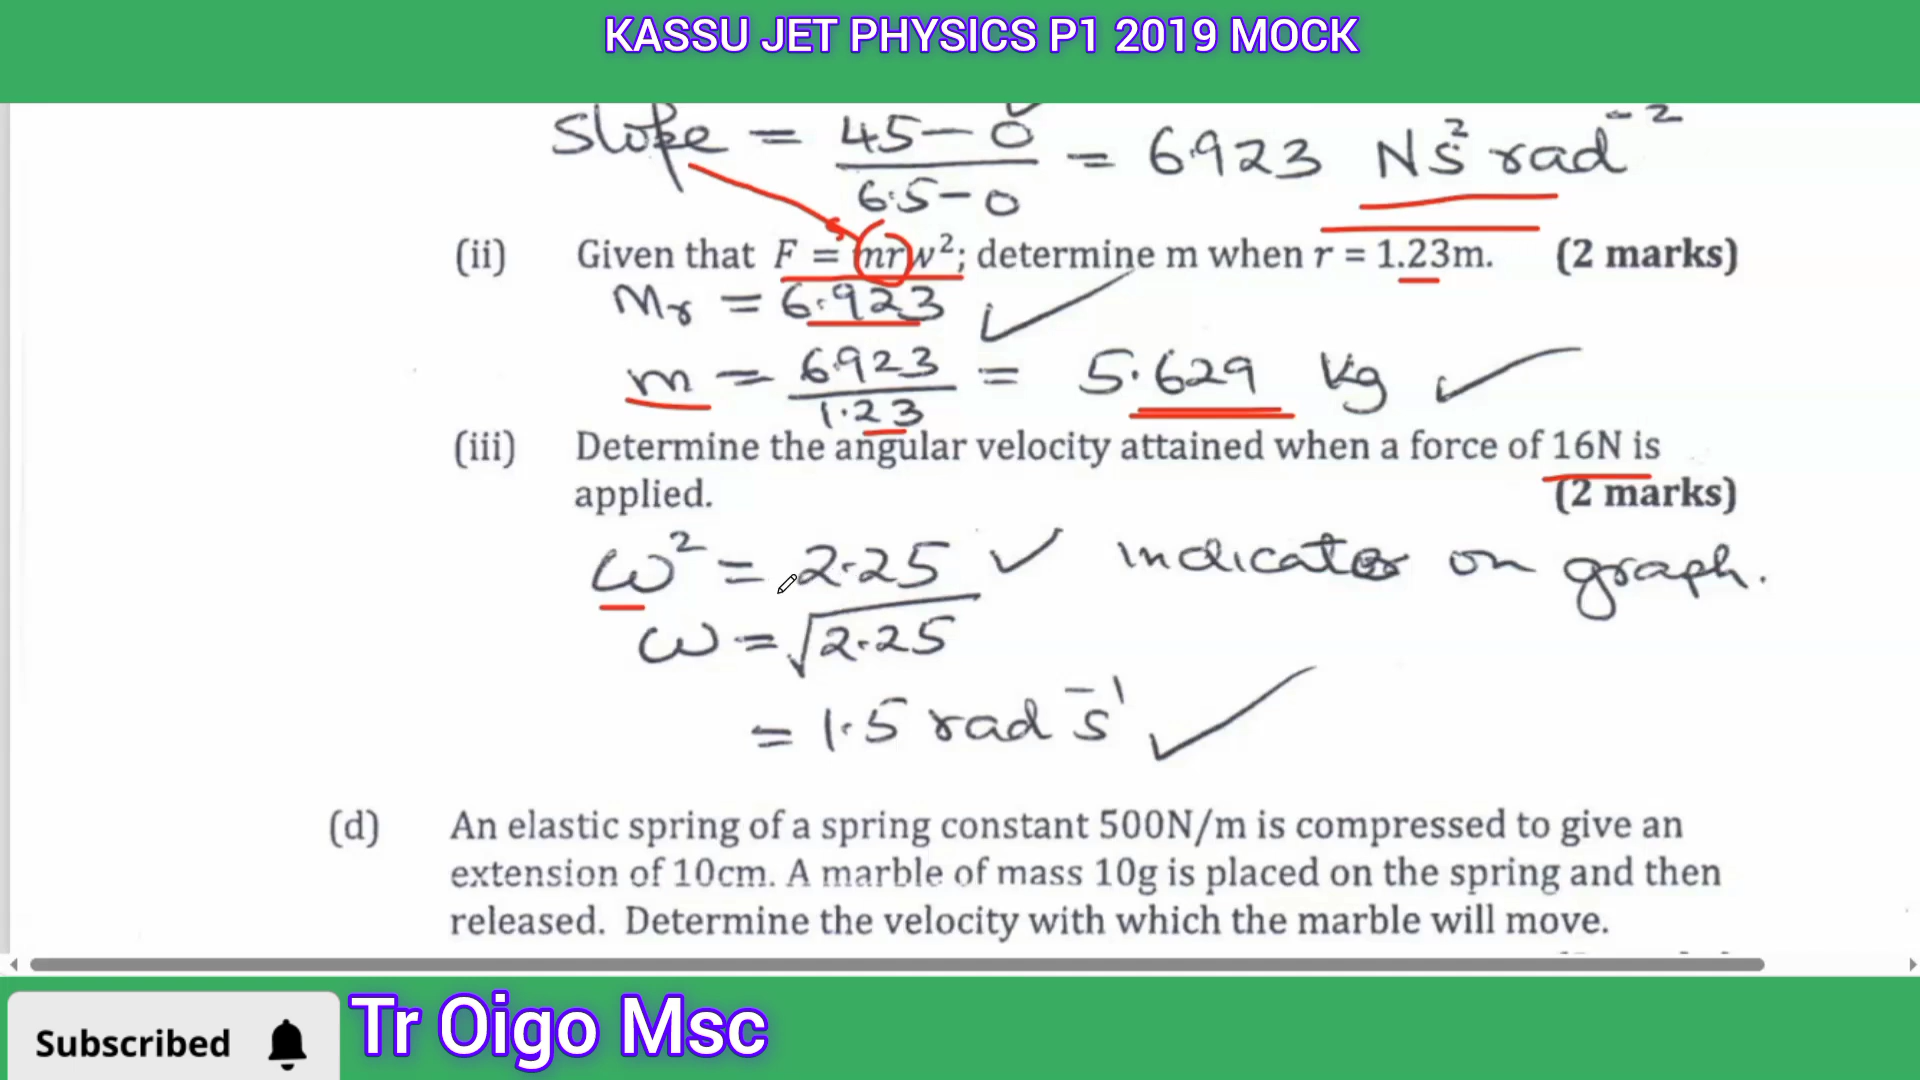 KASSU JET PHYSICS P1 2019 MOCK
Slope = 45 – 0 / 6.5 – 0 = 6.923 Ns² rad⁻²
(ii) Given that F = mrw²; determine m when r = 1.23m. (2 marks)
Mr = 6.923 ✓
m = 6.923 / 1.23 = 5.629 kg ✓
(iii) Determine the angular velocity attained when a force of 16N is
applied. (2 marks)
ω² = 2.25 ✓ indicated on graph.
ω = √2.25
= 1.5 rad s⁻¹ ✓
(d) An elastic spring of a spring constant 500N/m is compressed to give an
extension of 10cm. A marble of mass 10g is placed on the spring and then
released. Determine the velocity with which the marble will move.
Subscribed
Tr Oigo Msc